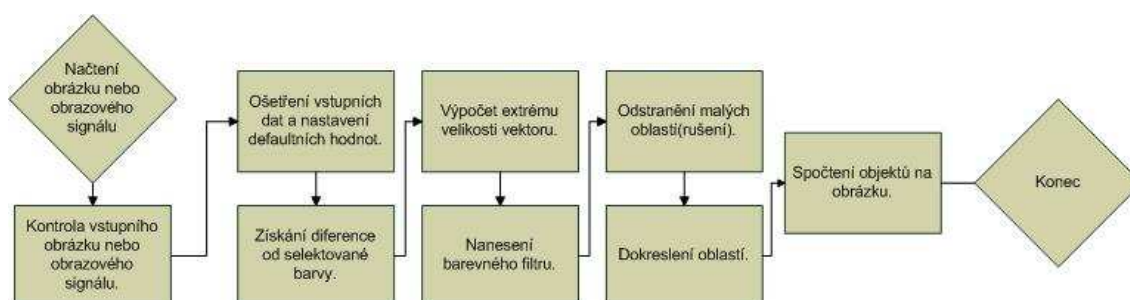 Načtení
obrázku nebo
obrazového
signálu
Kontrola vstupního
obrázku nebo
obrazového
signálu.
Ošetření vstupních
dat a nastavení
defaultních hodnot.
Získání diference
od selektované
barvy.
Výpočet extrému
velikosti vektoru.
Nanesení
barevného filtru.
Odstranění malých
oblastí(rušení).
Dokreslení oblastí.
Spočtení objektů na
obrázku.
Konec